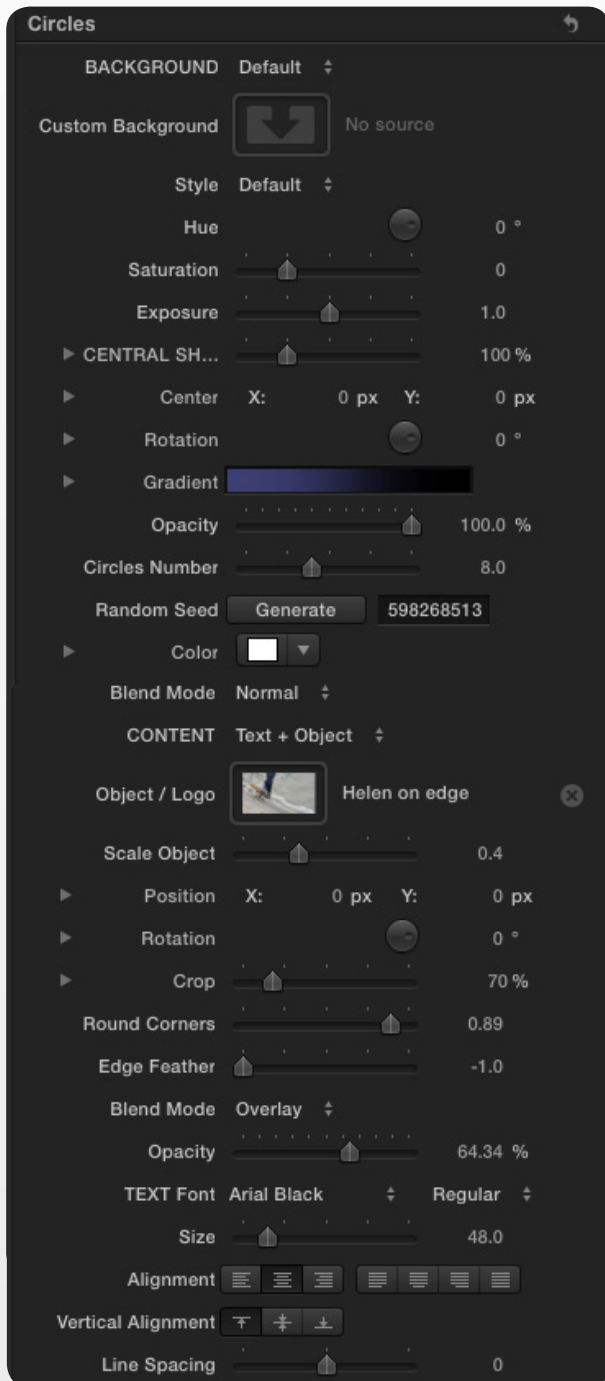 Circles
BACKGROUND Default
Custom Background No source
Style Default
Hue 0 °
Saturation 0
Exposure 1.0
CENTRAL SH... 100 %
Center X: 0 px Y: 0 px
Rotation 0 °
Gradient
Opacity 100.0 %
Circles Number 8.0
Random Seed Generate 598268513
Color
Blend Mode Normal
CONTENT Text + Object
Object / Logo Helen on edge
Scale Object 0.4
Position X: 0 px Y: 0 px
Rotation 0 °
Crop 70 %
Round Corners 0.89
Edge Feather -1.0
Blend Mode Overlay
Opacity 64.34 %
TEXT Font Arial Black Regular
Size 48.0
Alignment
Vertical Alignment
Line Spacing 0